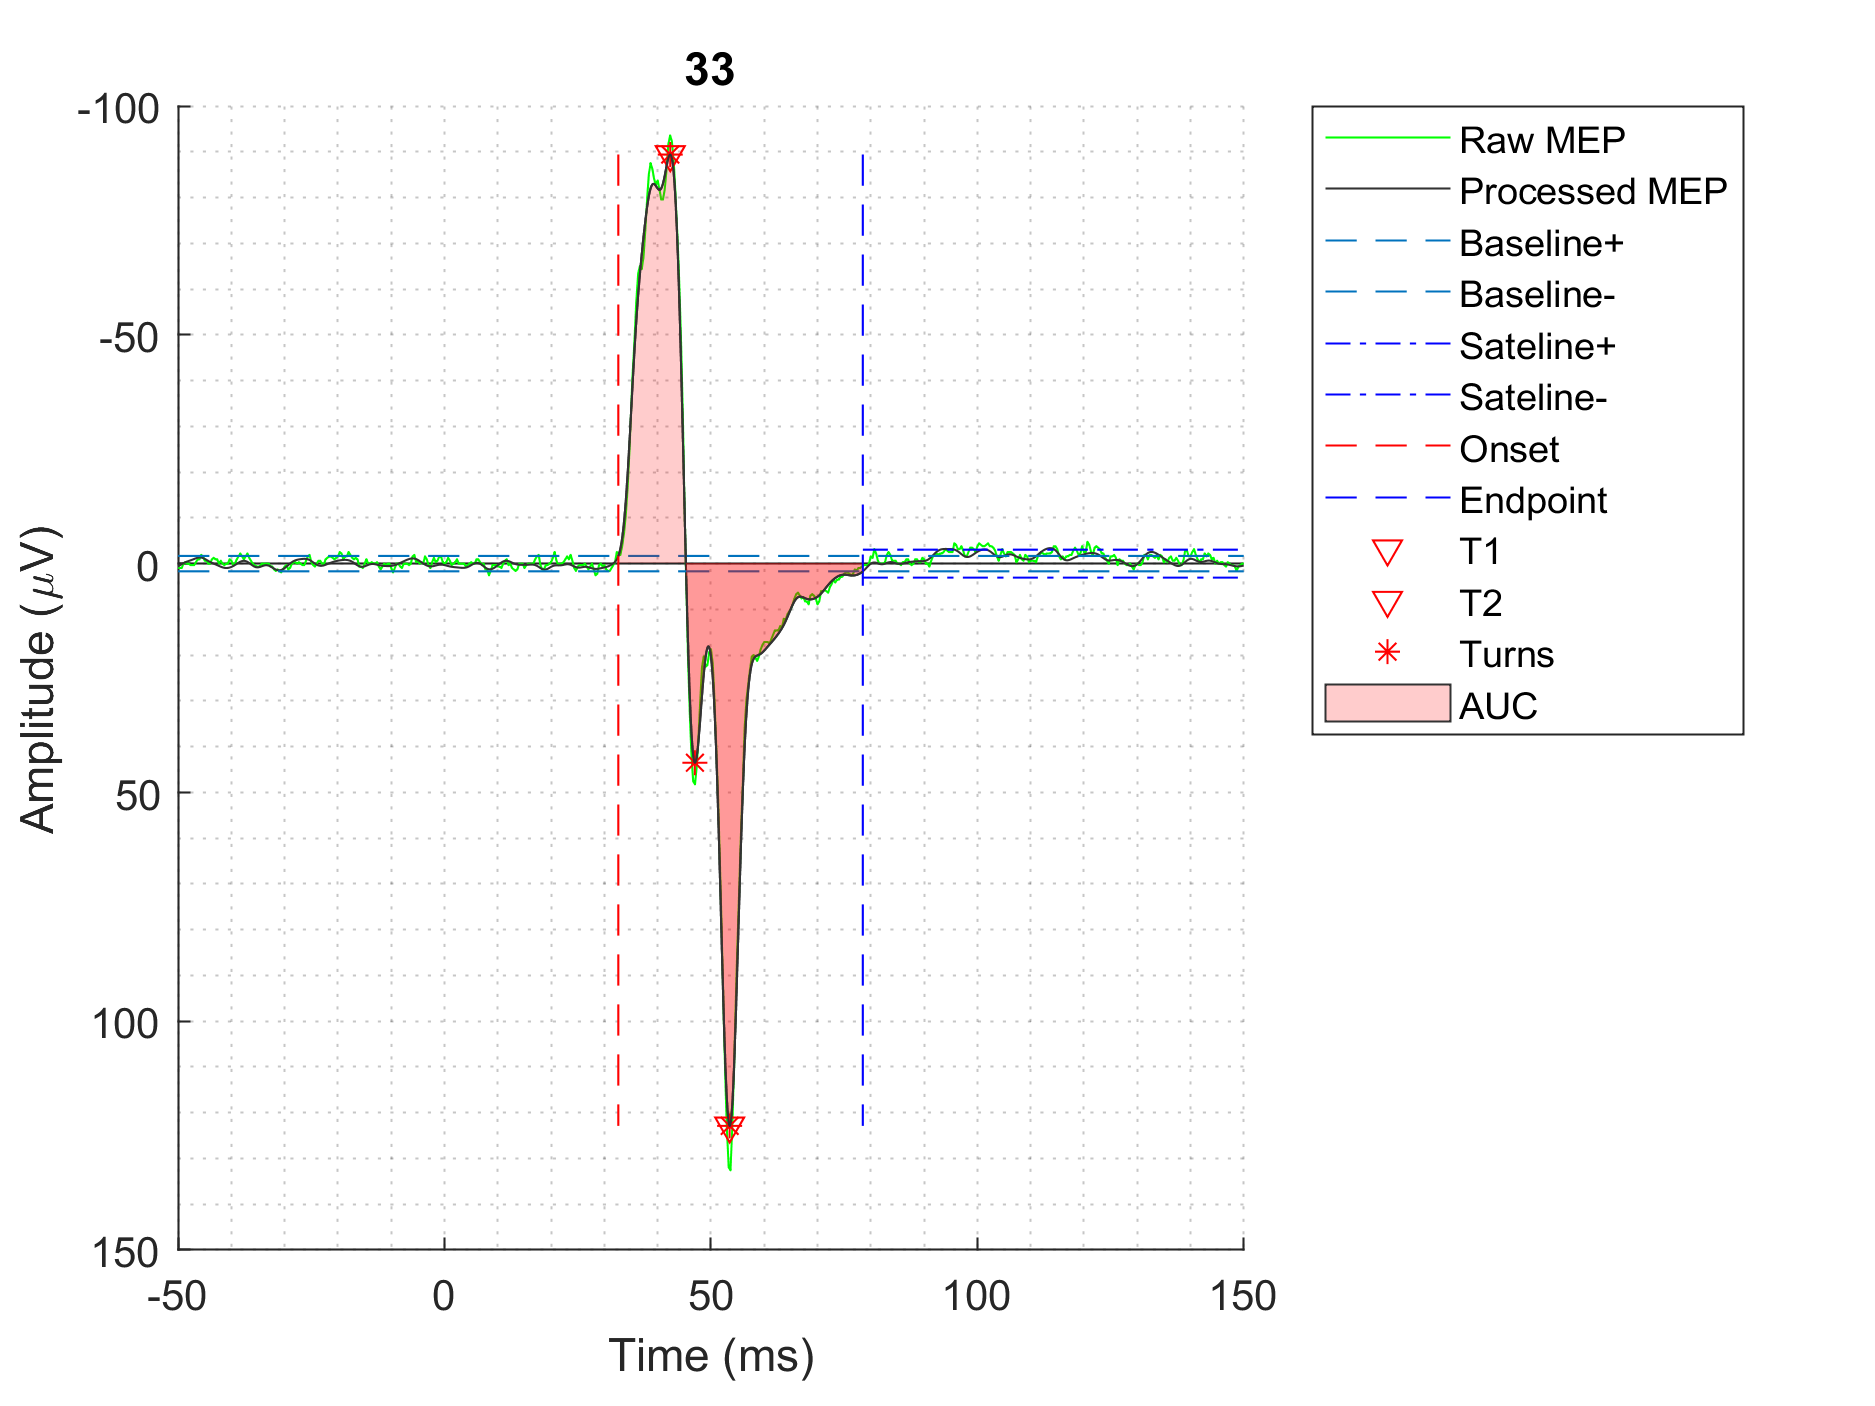 33
-100
-50
0
50
100
150
Amplitude (μV)
-50 0 50 100 150
Time (ms)
Raw MEP
Processed MEP
Baseline+
Baseline-
Sateline+
Sateline-
Onset
Endpoint
T1
T2
Turns
AUC